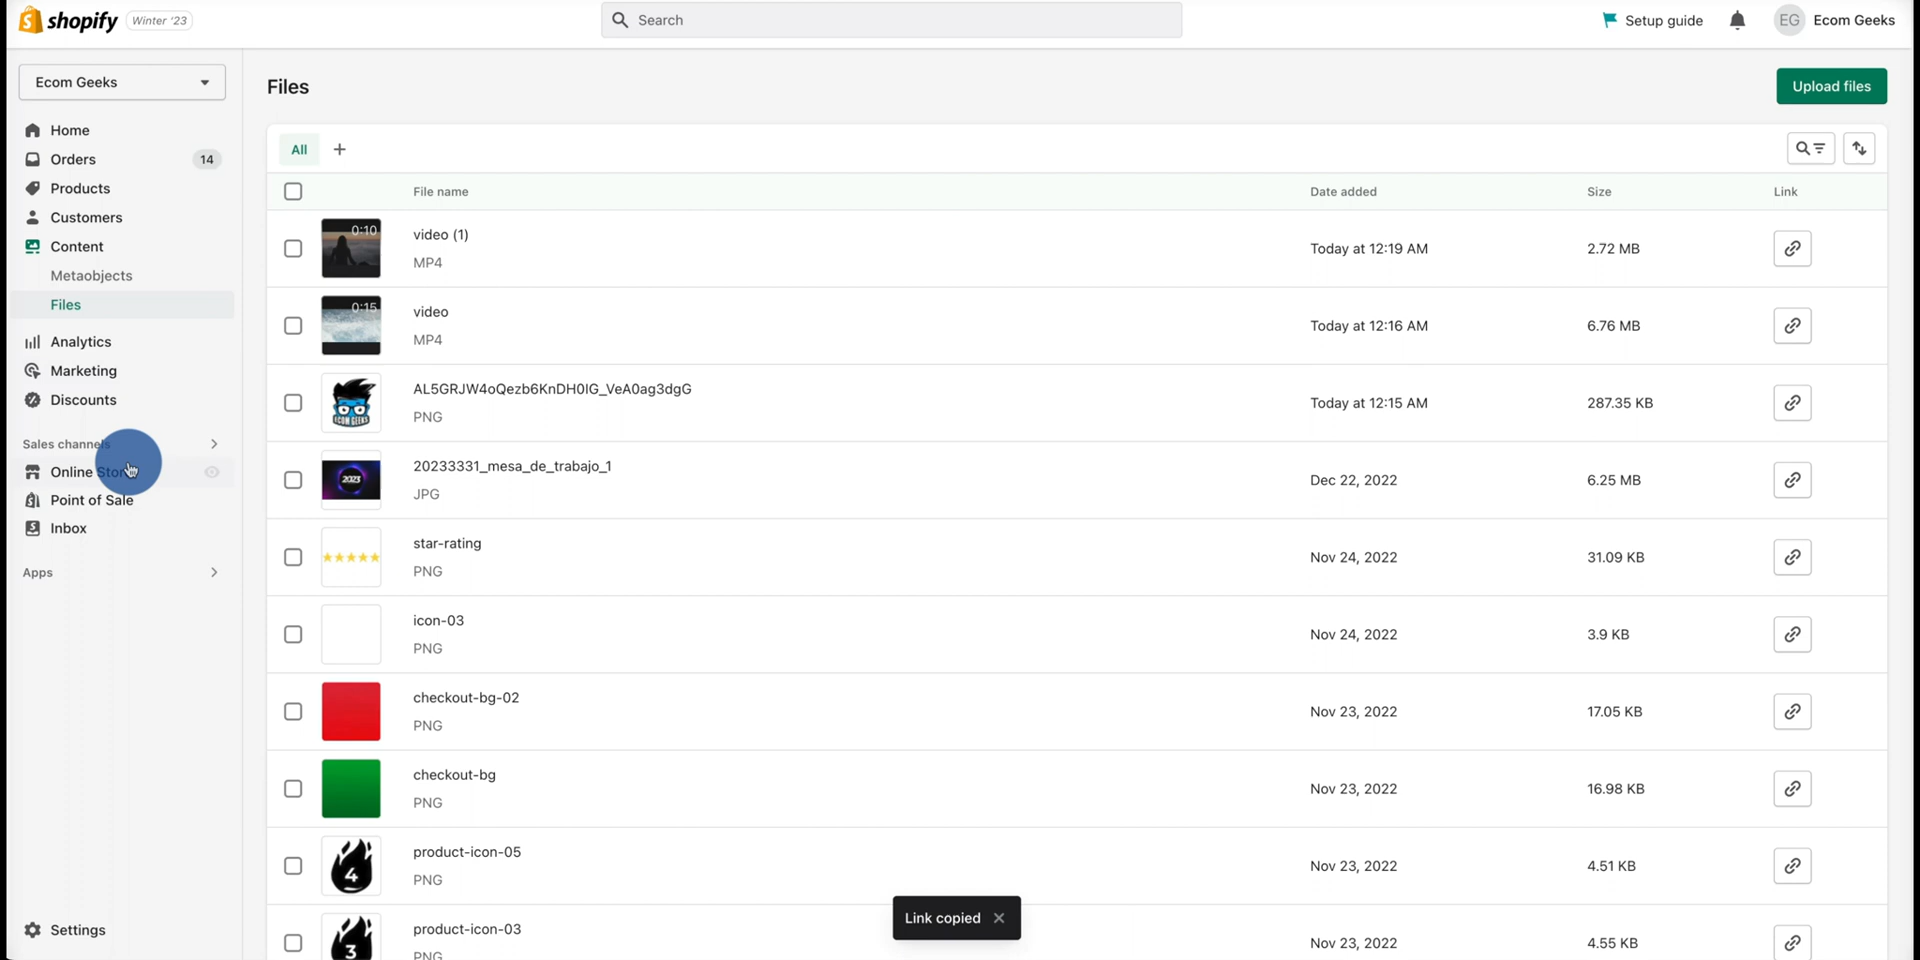 shopify Winter '23
Search
Setup guide
EG Ecom Geeks
Ecom Geeks
Home
Orders 14
Products
Customers
Content
Metaobjects
Files
Analytics
Marketing
Discounts
Sales channels
Online Store
Point of Sale
Inbox
Apps
Settings
Files
Upload files
All
File name Date added Size Link
0:10
video (1)
MP4
Today at 12:19 AM 2.72 MB
0:15
video
MP4
Today at 12:16 AM 6.76 MB
ECOM GEEKS
AL5GRJW4oQezb6KnDH0IG_VeA0ag3dgG
PNG
Today at 12:15 AM 287.35 KB
2023
20233331_mesa_de_trabajo_1
JPG
Dec 22, 2022 6.25 MB
star-rating
PNG
Nov 24, 2022 31.09 KB
icon-03
PNG
Nov 24, 2022 3.9 KB
checkout-bg-02
PNG
Nov 23, 2022 17.05 KB
checkout-bg
PNG
Nov 23, 2022 16.98 KB
4
product-icon-05
PNG
Nov 23, 2022 4.51 KB
3
product-icon-03
PNG
Nov 23, 2022 4.55 KB
Link copied